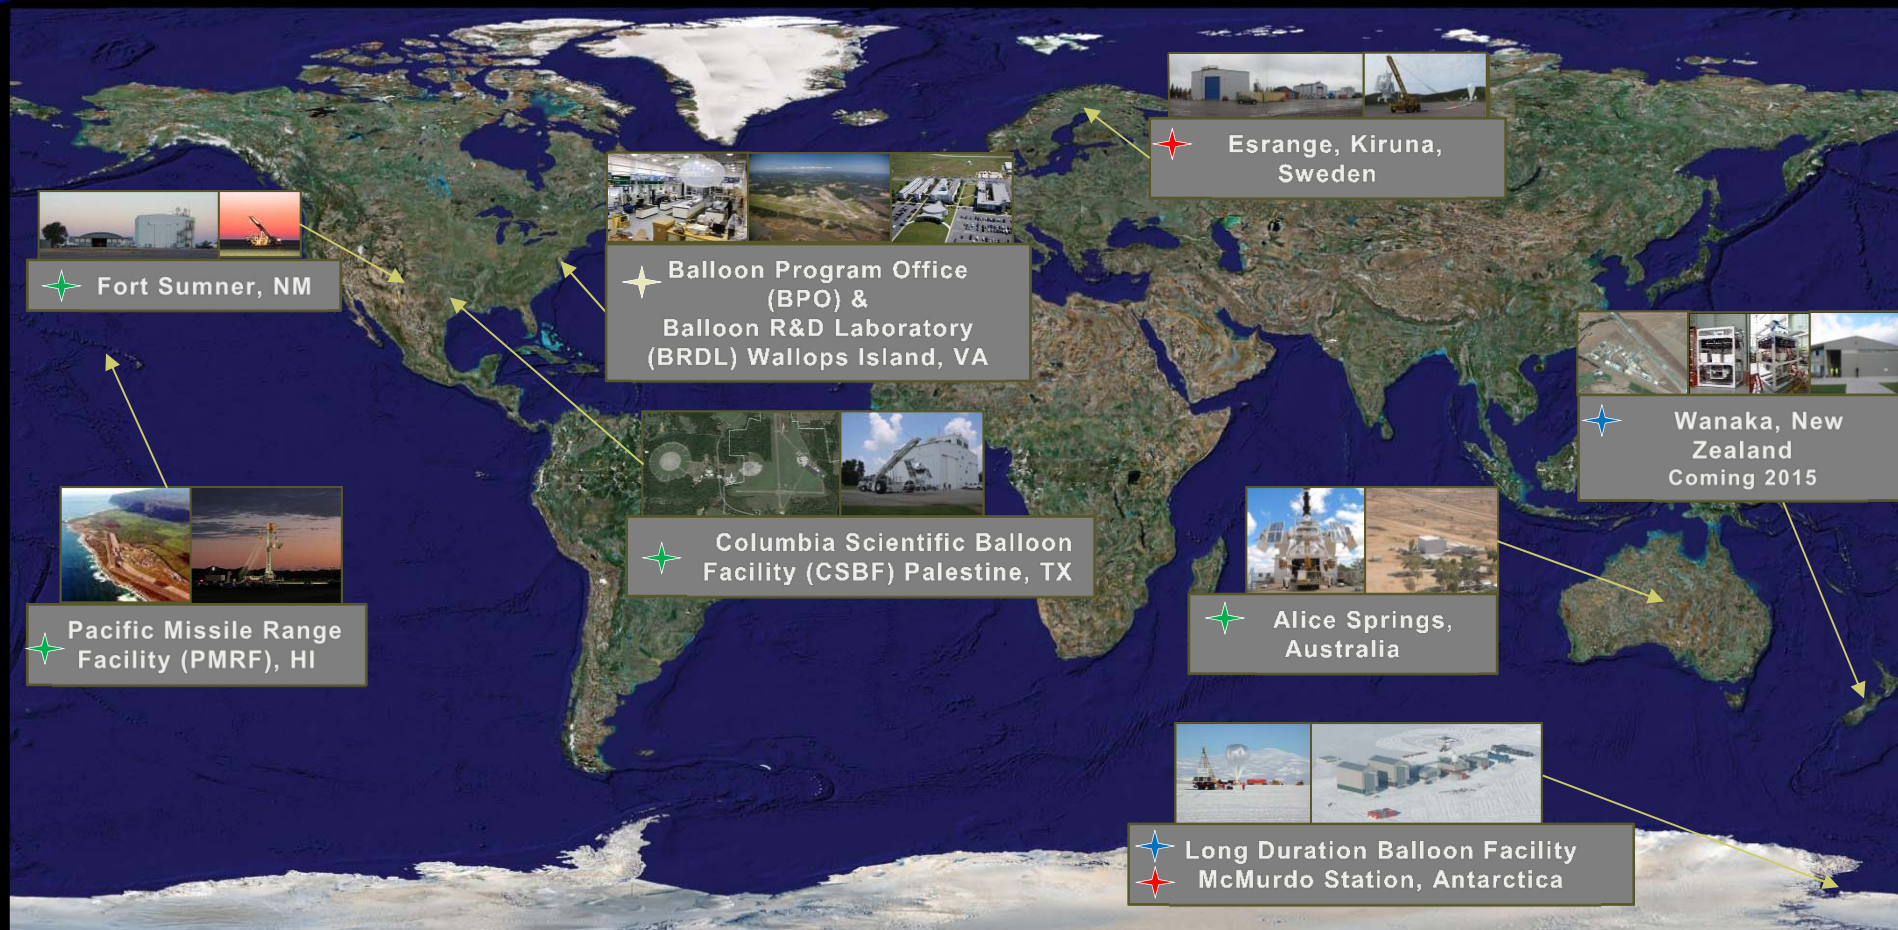 Esrange, Kiruna,
Sweden
Fort Sumner, NM
Balloon Program Office
(BPO) &
Balloon R&D Laboratory
(BRDL) Wallops Island, VA
Wanaka, New
Zealand
Coming 2015
Columbia Scientific Balloon
Facility (CSBF) Palestine, TX
Pacific Missile Range
Facility (PMRF), HI
Alice Springs,
Australia
Long Duration Balloon Facility
McMurdo Station, Antarctica